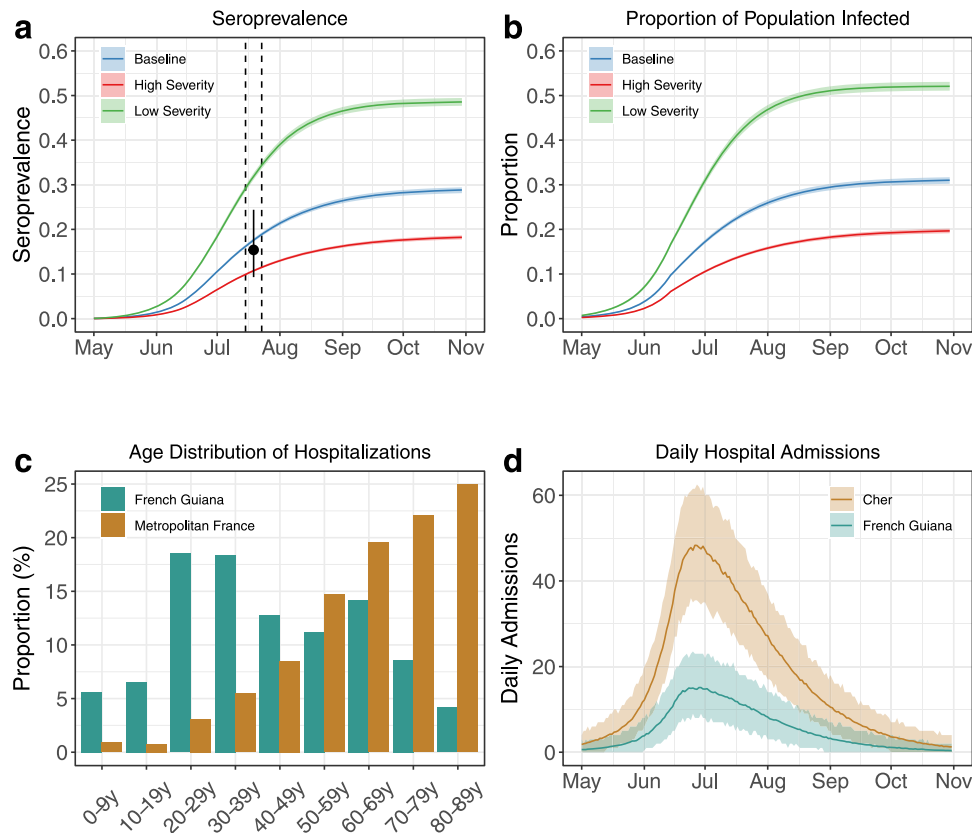 a
Seroprevalence
Baseline
High Severity
Low Severity
Seroprevalence
0.6
0.5
0.4
0.3
0.2
0.1
0.0
May Jun Jul Aug Sep Oct Nov
b
Proportion of Population Infected
Baseline
High Severity
Low Severity
Proportion
0.6
0.5
0.4
0.3
0.2
0.1
0.0
May Jun Jul Aug Sep Oct Nov
c
Age Distribution of Hospitalizations
French Guiana
Metropolitan France
Proportion (%)
25
20
15
10
5
0
0−9y 10−19y 20−29y 30−39y 40−49y 50−59y 60−69y 70−79y 80−89y
d
Daily Hospital Admissions
Cher
French Guiana
Daily Admissions
60
40
20
0
May Jun Jul Aug Sep Oct Nov